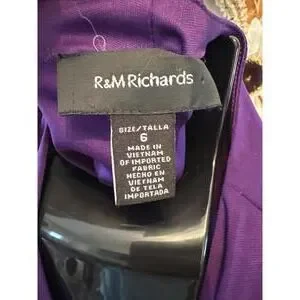 R&M Richards
SIZE/TALLA
6
MADE IN
VIETNAM
OF IMPORTED
FABRIC
HECHO EN
VIETNAM
DE TELA
IMPORTADA